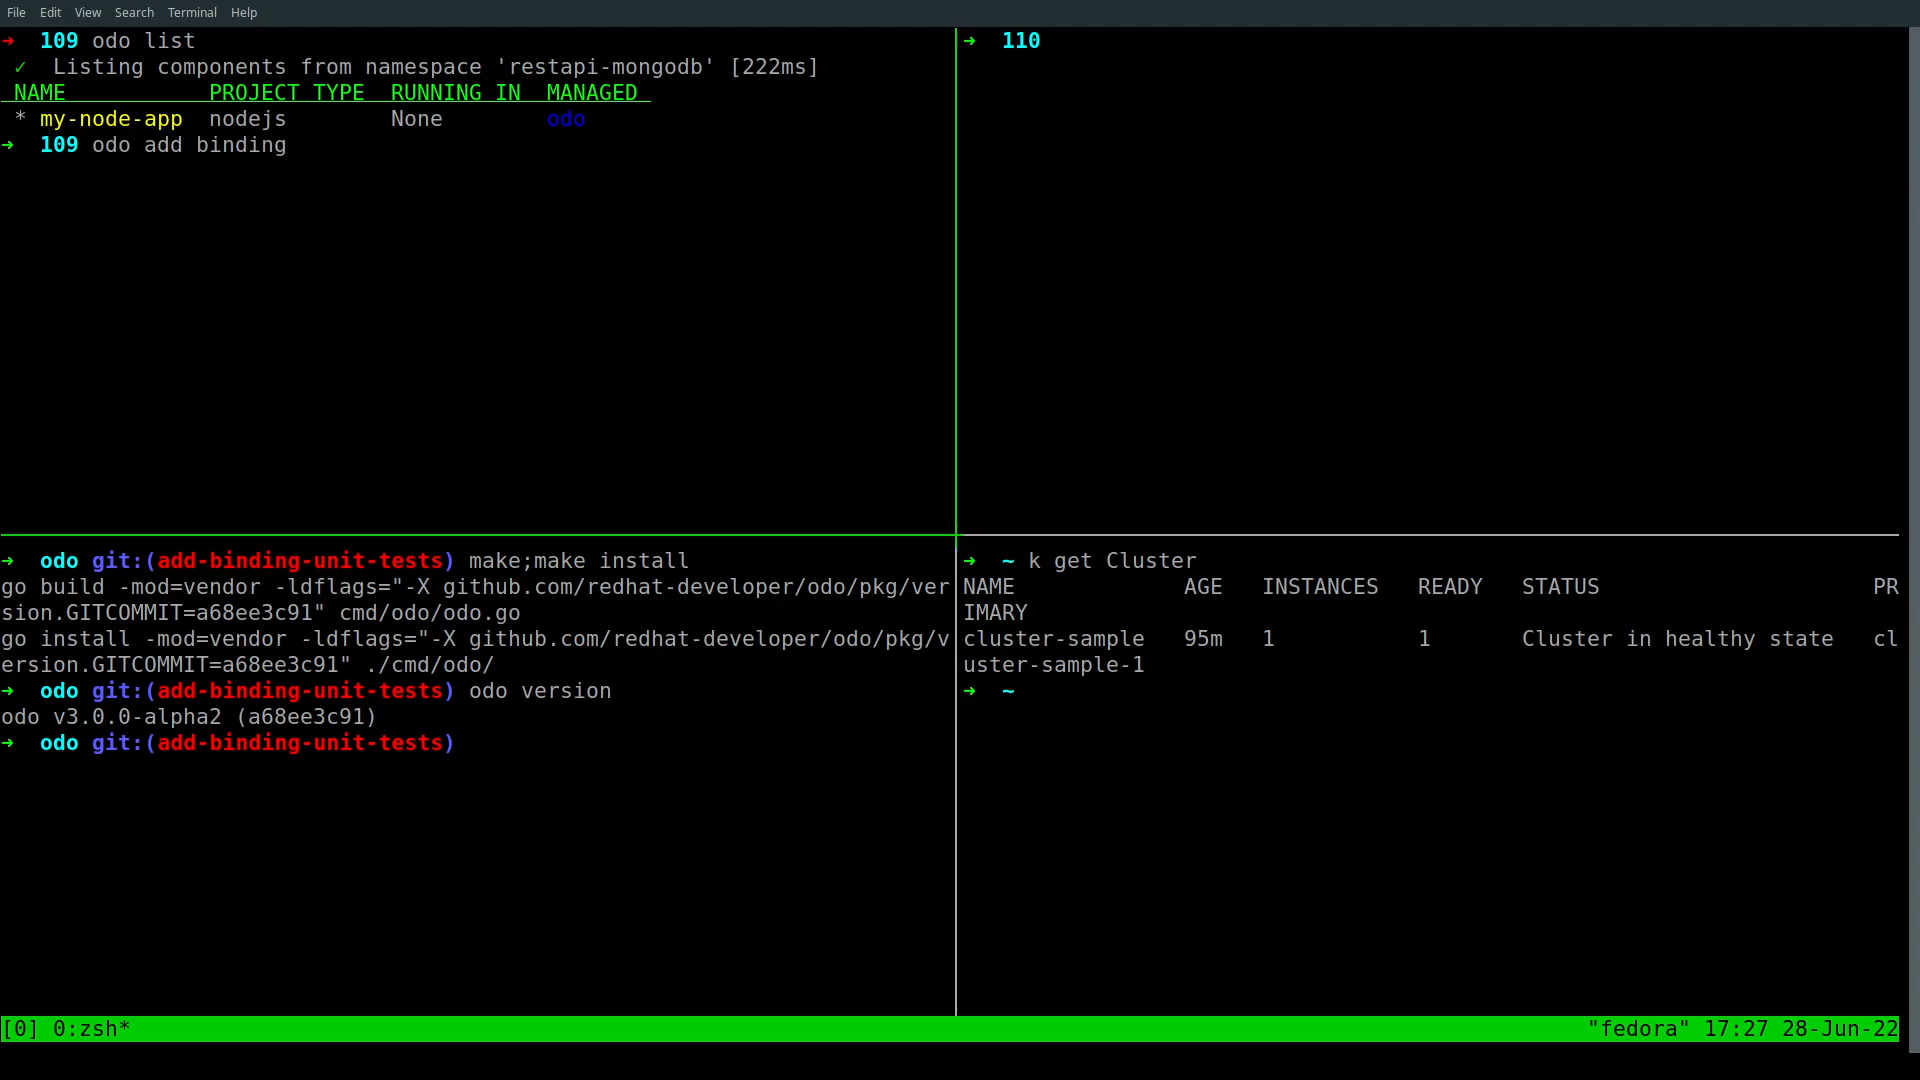 File Edit View Search Terminal Help
➜  109 odo list
 ✓  Listing components from namespace 'restapi-mongodb' [222ms]
 NAME           PROJECT TYPE  RUNNING IN  MANAGED
 * my-node-app  nodejs        None        odo
➜  109 odo add binding
➜  110
➜  odo git:(add-binding-unit-tests) make;make install
go build -mod=vendor -ldflags="-X github.com/redhat-developer/odo/pkg/ver
sion.GITCOMMIT=a68ee3c91" cmd/odo/odo.go
go install -mod=vendor -ldflags="-X github.com/redhat-developer/odo/pkg/v
ersion.GITCOMMIT=a68ee3c91" ./cmd/odo/
➜  odo git:(add-binding-unit-tests) odo version
odo v3.0.0-alpha2 (a68ee3c91)
➜  odo git:(add-binding-unit-tests)
➜  ~ k get Cluster
NAME             AGE   INSTANCES   READY   STATUS                     PR
IMARY
cluster-sample   95m   1           1       Cluster in healthy state   cl
uster-sample-1
➜  ~
[0] 0:zsh* "fedora" 17:27 28-Jun-22